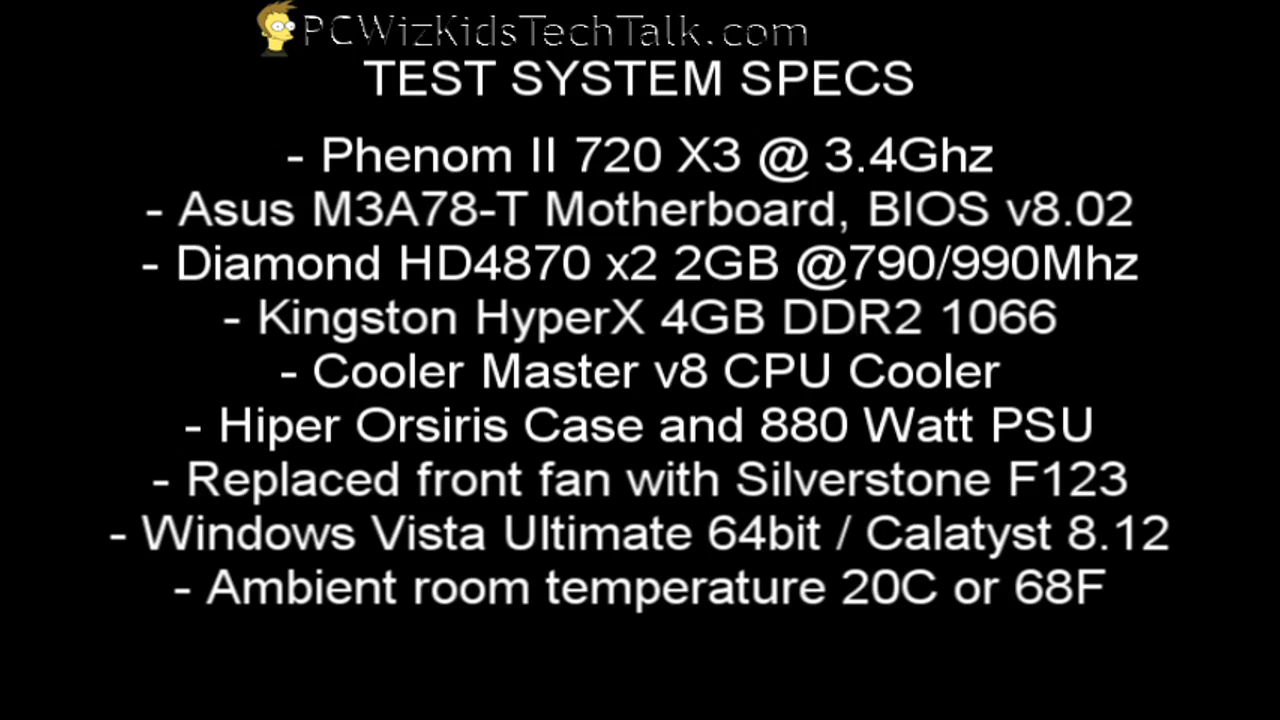 PCWizKidsTechTalk.com
TEST SYSTEM SPECS
- Phenom II 720 X3 @ 3.4Ghz
- Asus M3A78-T Motherboard, BIOS v8.02
- Diamond HD4870 x2 2GB @790/990Mhz
- Kingston HyperX 4GB DDR2 1066
- Cooler Master v8 CPU Cooler
- Hiper Orsiris Case and 880 Watt PSU
- Replaced front fan with Silverstone F123
- Windows Vista Ultimate 64bit / Calatyst 8.12
- Ambient room temperature 20C or 68F